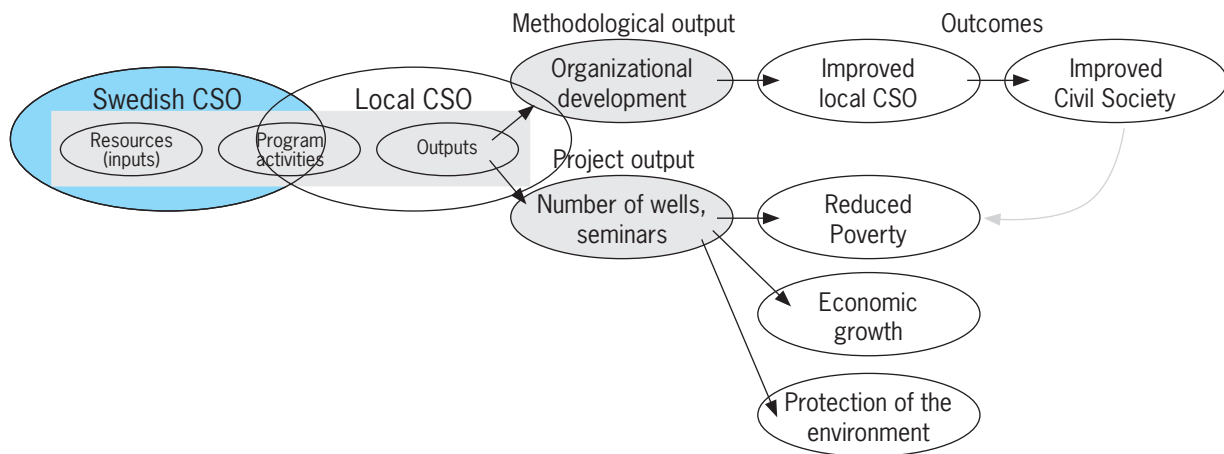 Methodological output
Outcomes
Swedish CSO
Local CSO
Organizational
development
Improved
local CSO
Improved
Civil Society
Resources
(inputs)
Program
activities
Outputs
Project output
Number of wells,
seminars
Reduced
Poverty
Economic
growth
Protection of the
environment